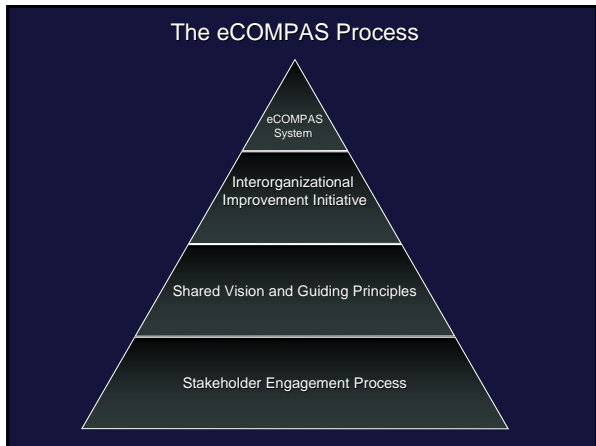 The eCOMPAS Process
eCOMPAS
System
Interorganizational
Improvement Initiative
Shared Vision and Guiding Principles
Stakeholder Engagement Process